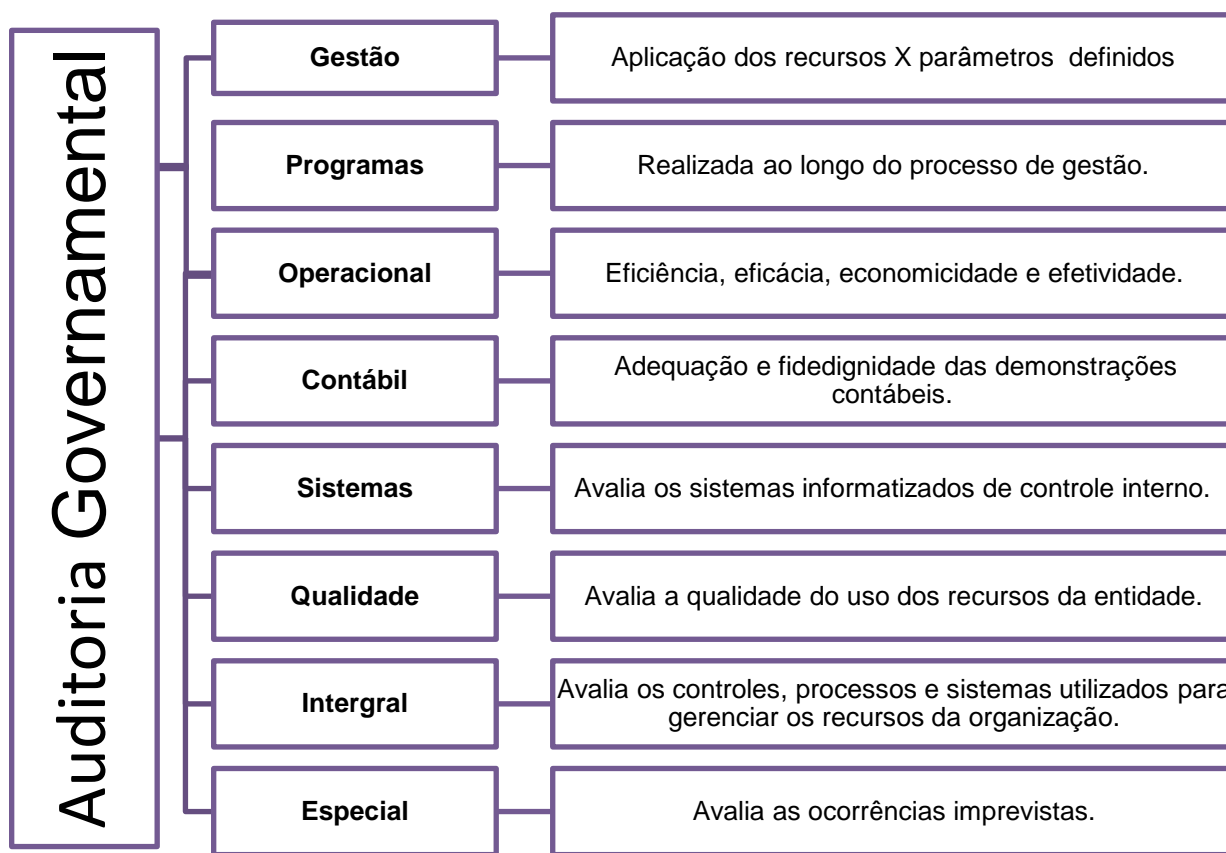 Auditoria Governamental
Gestão
Aplicação dos recursos X parâmetros definidos
Programas
Realizada ao longo do processo de gestão.
Operacional
Eficiência, eficácia, economicidade e efetividade.
Contábil
Adequação e fidedignidade das demonstrações
contábeis.
Sistemas
Avalia os sistemas informatizados de controle interno.
Qualidade
Avalia a qualidade do uso dos recursos da entidade.
Intergral
Avalia os controles, processos e sistemas utilizados para
gerenciar os recursos da organização.
Especial
Avalia as ocorrências imprevistas.